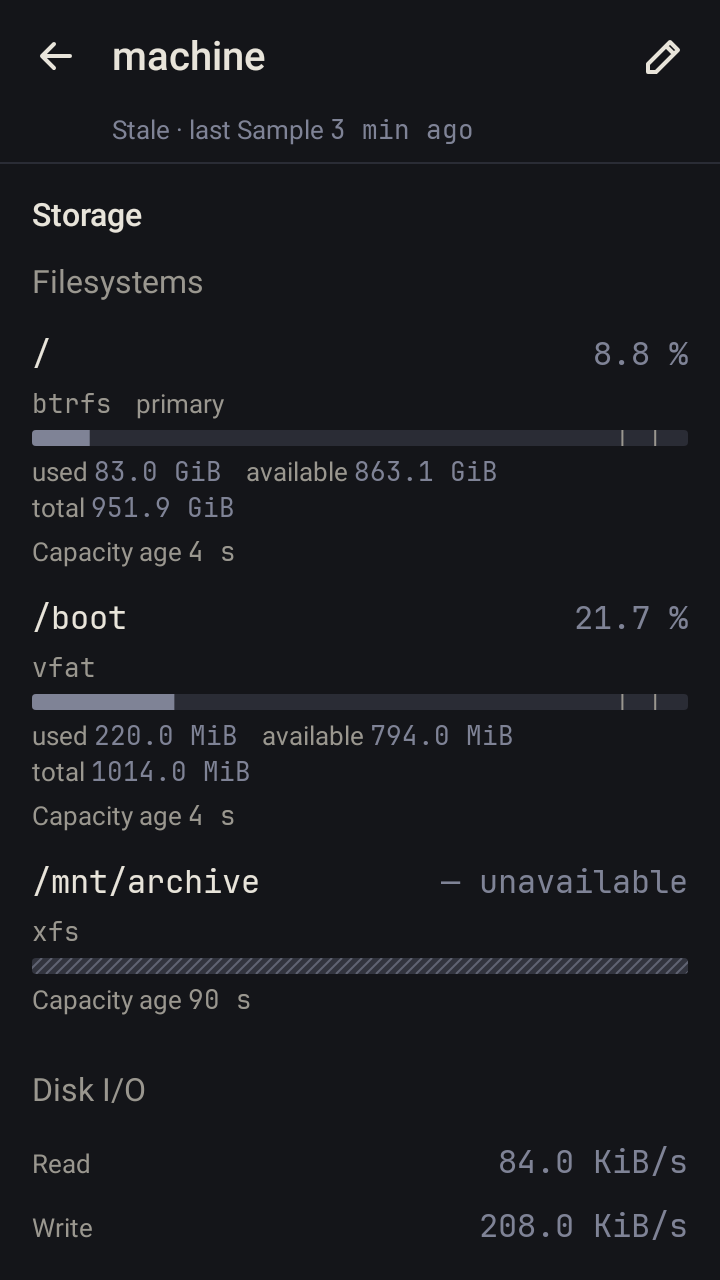 machine
Stale · last Sample 3 min ago
Storage
Filesystems
/ 8.8 %
btrfs primary
used 83.0 GiB available 863.1 GiB
total 951.9 GiB
Capacity age 4 s
/boot 21.7 %
vfat
used 220.0 MiB available 794.0 MiB
total 1014.0 MiB
Capacity age 4 s
/mnt/archive — unavailable
xfs
Capacity age 90 s
Disk I/O
Read 84.0 KiB/s
Write 208.0 KiB/s